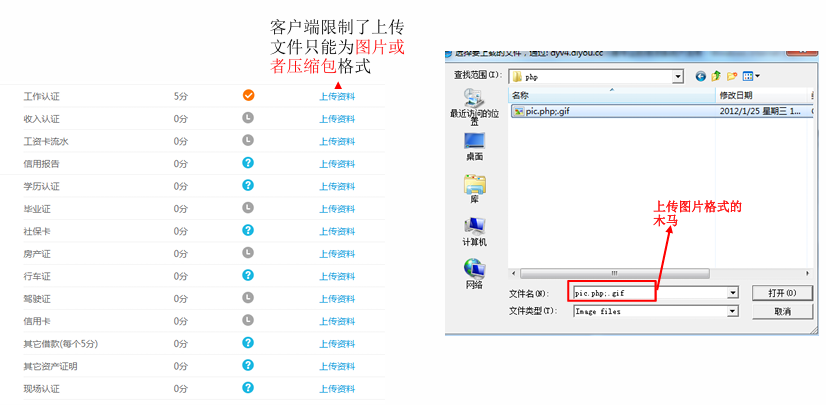 客户端限制了上传
文件只能为图片或
者压缩包格式
工作认证 5分 上传资料
收入认证 0分 上传资料
工资卡流水 0分 上传资料
信用报告 0分 上传资料
学历认证 0分 上传资料
毕业证 0分 上传资料
社保卡 0分 上传资料
房产证 0分 上传资料
行车证 0分 上传资料
驾驶证 0分 上传资料
信用卡 0分 上传资料
其它借款(每个5分) 0分 上传资料
其它资产证明 0分 上传资料
现场认证 0分 上传资料
选择要上载的文件，通过: dyv4.diyou.cc
查找范围(I): php
名称 修改日期
pic.php;.gif 2012/1/25 星期三 1...
最近访问的位
置
桌面
库
计算机
网络
上传图片格式的
木马
文件名(N): pic.php;.gif 打开(O)
文件类型(T): Image files 取消